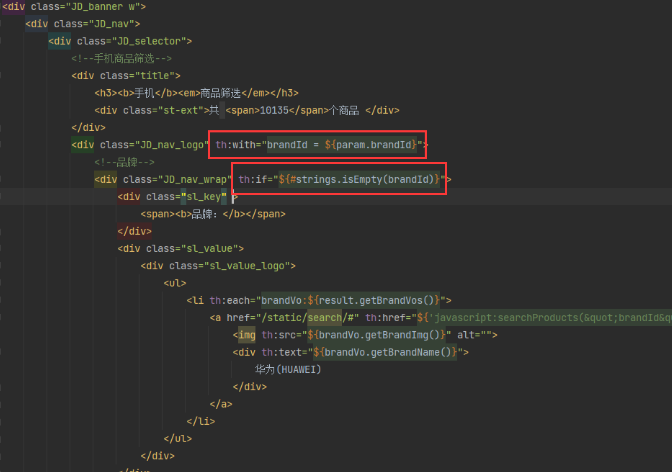 <div class="JD_banner w">
<div class="JD_nav">
<div class="JD_selector">
<!--手机商品筛选-->
<div class="title">
<h3><b>手机</b><em>商品筛选</em></h3>
<div class="st-ext">共 <span>10135</span>个商品 </div>
</div>
<div class="JD_nav_logo" th:with="brandId = ${param.brandId}">
<!--品牌-->
<div class="JD_nav_wrap" th:if="${#strings.isEmpty(brandId)}">
<div class="sl_key" >
<span><b>品牌：</b></span>
</div>
<div class="sl_value">
<div class="sl_value_logo">
<ul>
<li th:each="brandVo:${result.getBrandVos()}">
<a href="/static/search/#" th:href="${'javascript:searchProducts(&quot;brandId&qu
<img th:src="${brandVo.getBrandImg()}" alt="">
<div th:text="${brandVo.getBrandName()}">
华为(HUAWEI)
</div>
</a>
</li>
</ul>
</div>
</div>